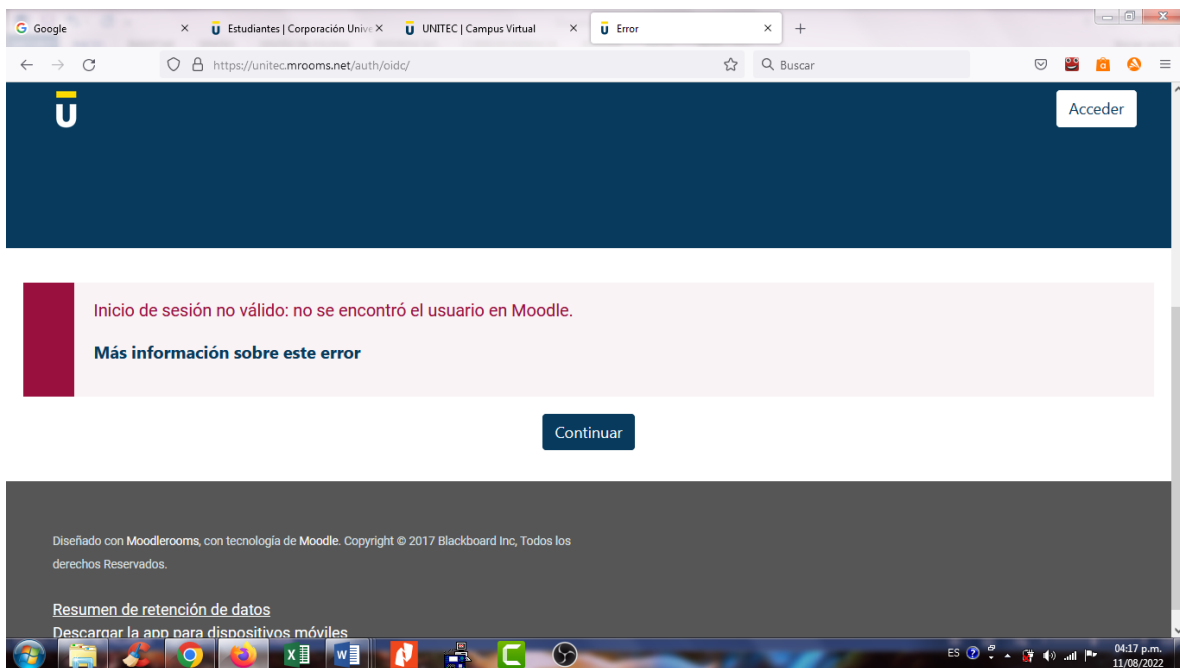 Google
Estudiantes | Corporación Unive
UNITEC | Campus Virtual
Error
https://unitec.mrooms.net/auth/oidc/
Buscar
Acceder
Inicio de sesión no válido: no se encontró el usuario en Moodle.
Más información sobre este error
Continuar
Diseñado con Moodlerooms, con tecnología de Moodle. Copyright © 2017 Blackboard Inc, Todos los
derechos Reservados.
Resumen de retención de datos
Descargar la app para dispositivos móviles
ES
04:17 p.m.
11/08/2022